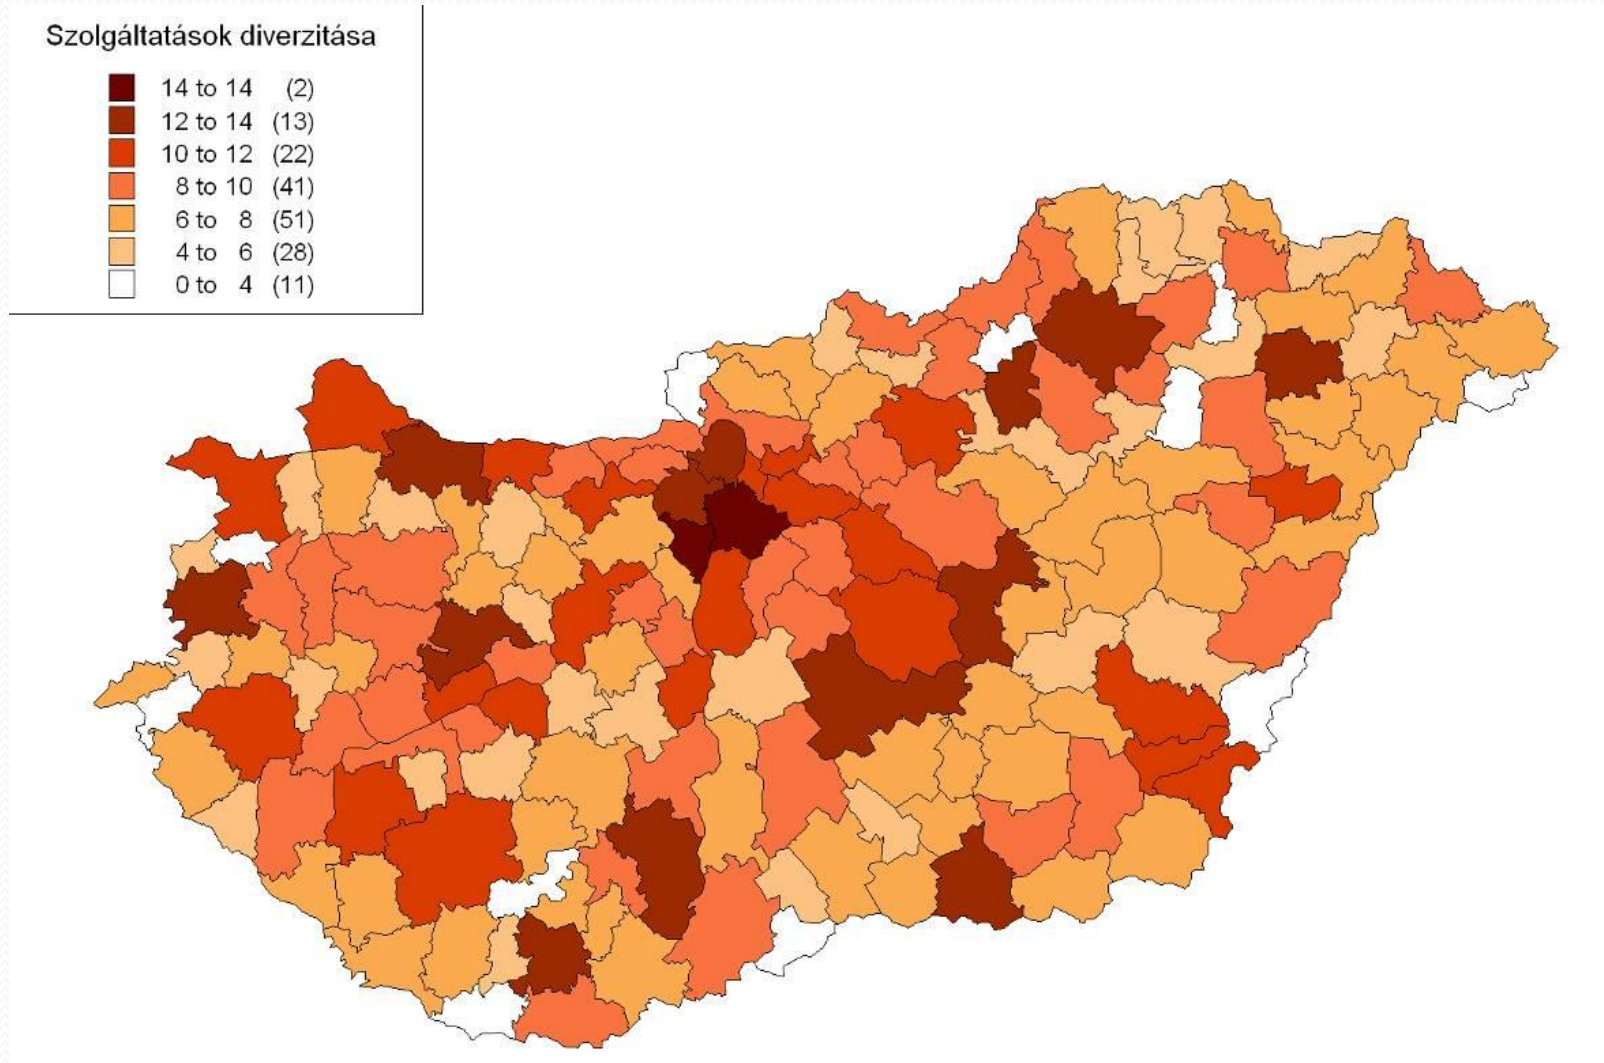 Szolgáltatások diverzitása
14 to 14 (2)
12 to 14 (13)
10 to 12 (22)
8 to 10 (41)
6 to 8 (51)
4 to 6 (28)
0 to 4 (11)